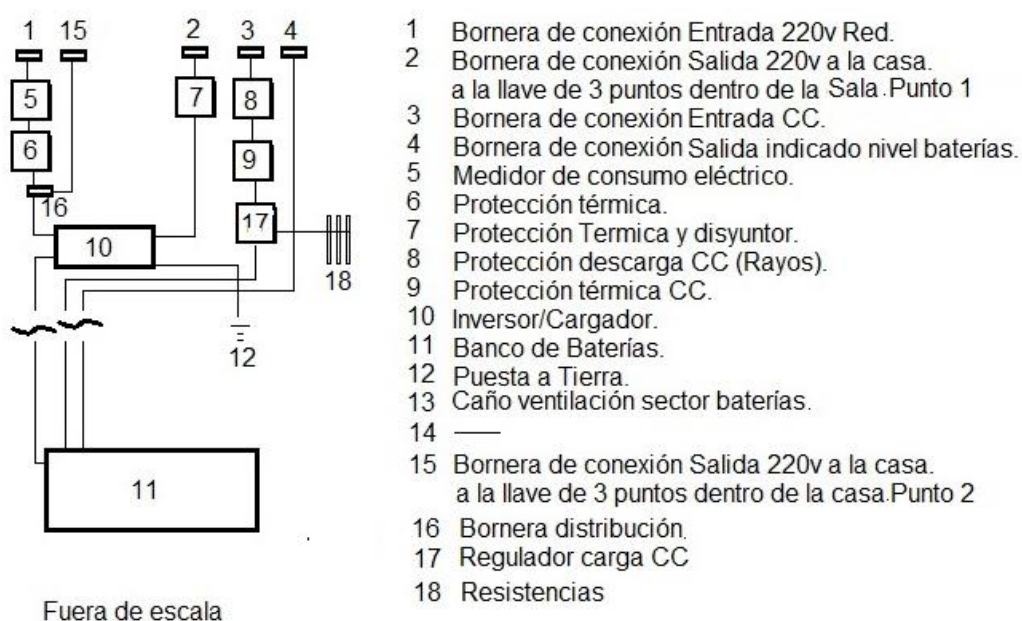 1 15 2 3 4
5 7 8
6 9
16 17
10 18
12
11
Fuera de escala
1 Bornera de conexión Entrada 220v Red.
2 Bornera de conexión Salida 220v a la casa.
a la llave de 3 puntos dentro de la Sala.Punto 1
3 Bornera de conexión Entrada CC.
4 Bornera de conexión Salida indicado nivel baterías.
5 Medidor de consumo eléctrico.
6 Protección térmica.
7 Protección Termica y disyuntor.
8 Protección descarga CC (Rayos).
9 Protección térmica CC.
10 Inversor/Cargador.
11 Banco de Baterías.
12 Puesta a Tierra.
13 Caño ventilación sector baterías.
14 ——
15 Bornera de conexión Salida 220v a la casa.
a la llave de 3 puntos dentro de la casa.Punto 2
16 Bornera distribución.
17 Regulador carga CC
18 Resistencias